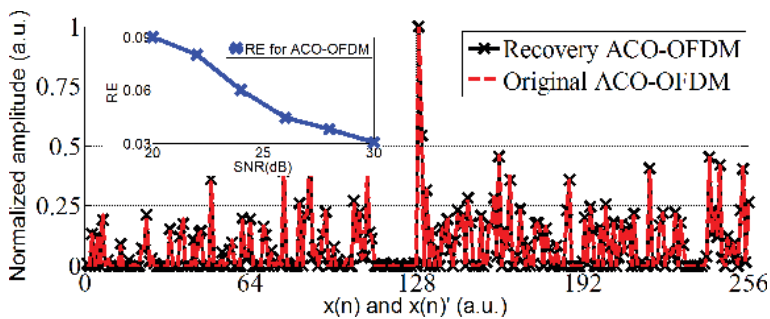 Normalized amplitude (a.u.)
1
0.75
0.5
0.25
0
0
64
128
192
256
x(n) and x(n)' (a.u.)
Recovery ACO-OFDM
Original ACO-OFDM
RE
0.09
0.06
0.03
20
25
30
SNR(dB)
RE for ACO-OFDM